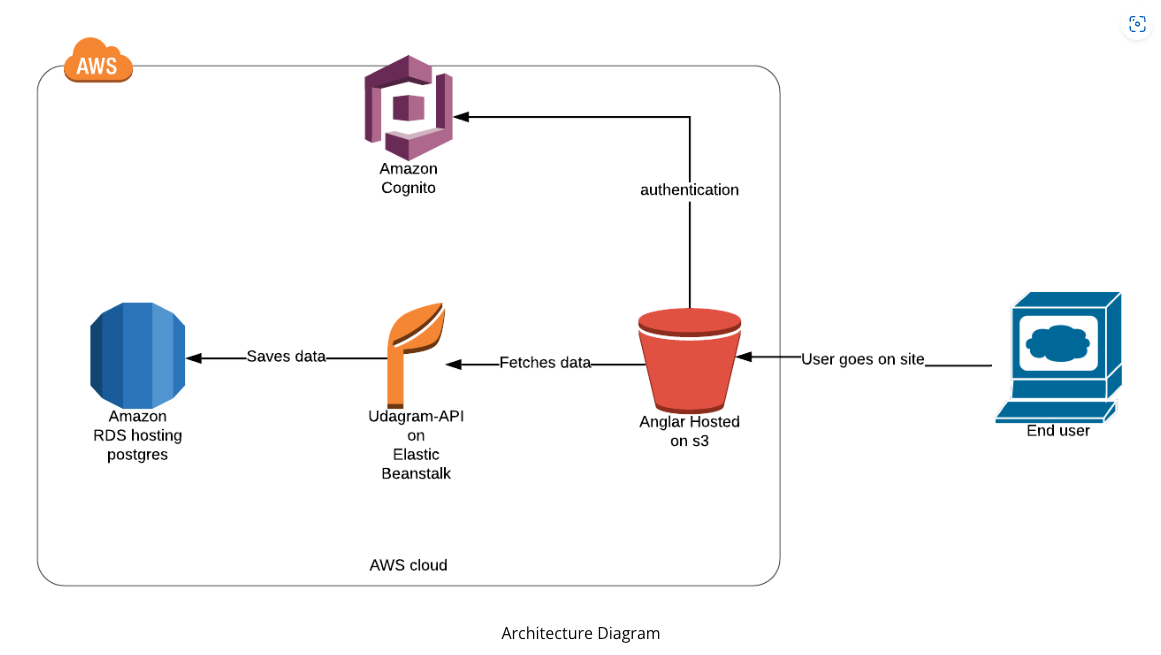 AWS
Amazon
Cognito
authentication
Saves data
Fetches data
User goes on site
Amazon
RDS hosting
postgres
Udagram-API
on
Elastic
Beanstalk
Anglar Hosted
on s3
End user
AWS cloud
Architecture Diagram